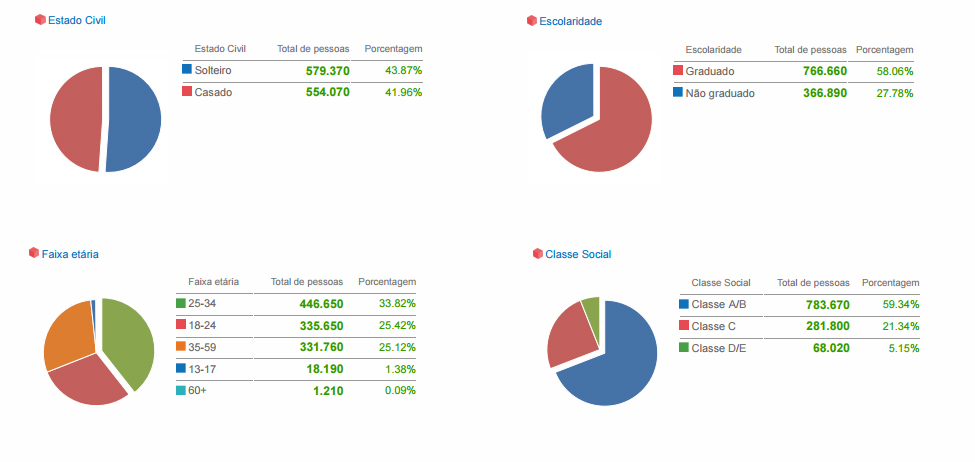 Estado Civil
Estado Civil Total de pessoas Porcentagem
Solteiro 579.370 43.87%
Casado 554.070 41.96%
Escolaridade
Escolaridade Total de pessoas Porcentagem
Graduado 766.660 58.06%
Não graduado 366.890 27.78%
Faixa etária
Faixa etária Total de pessoas Porcentagem
25-34 446.650 33.82%
18-24 335.650 25.42%
35-59 331.760 25.12%
13-17 18.190 1.38%
60+ 1.210 0.09%
Classe Social
Classe Social Total de pessoas Porcentagem
Classe A/B 783.670 59.34%
Classe C 281.800 21.34%
Classe D/E 68.020 5.15%